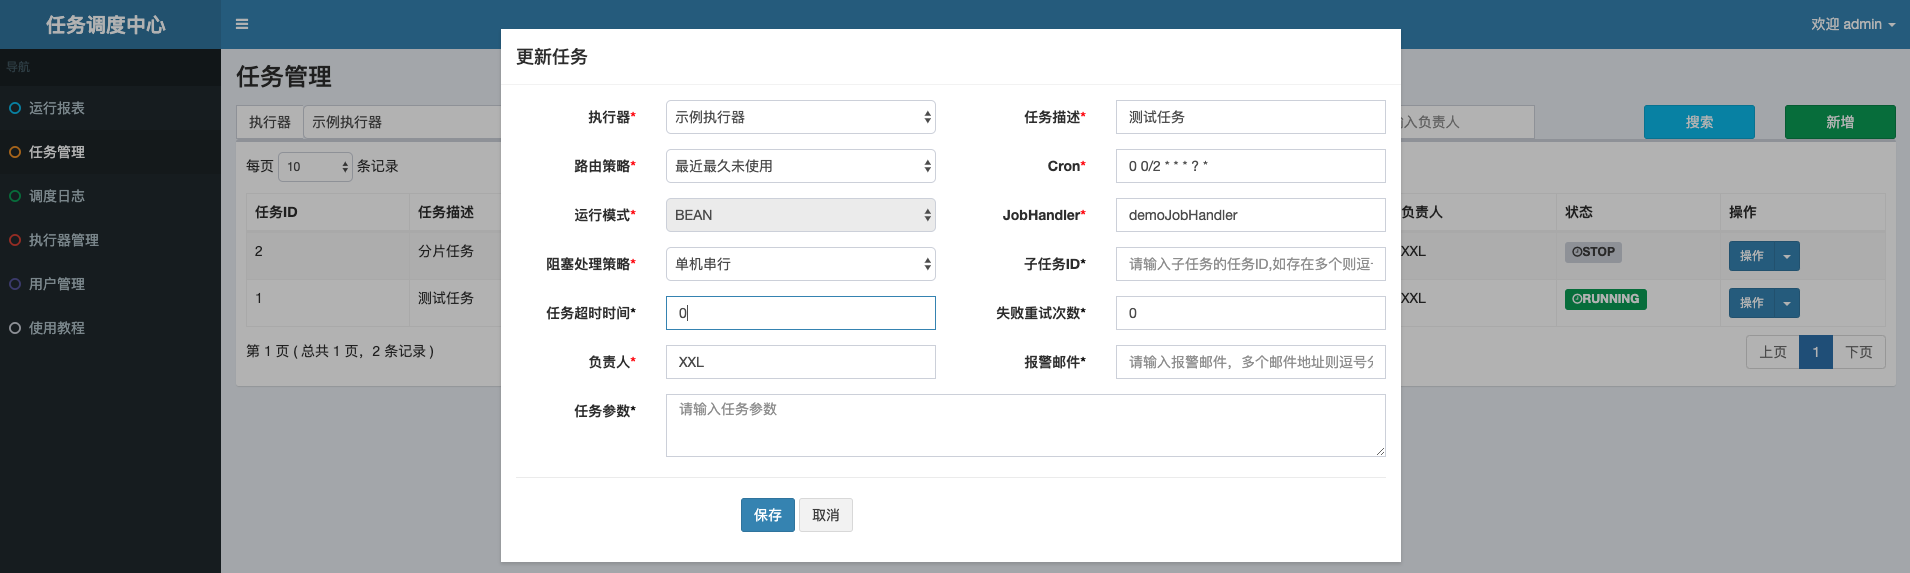 任务调度中心
欢迎 admin
导航
运行报表
任务管理
调度日志
执行器管理
用户管理
使用教程
任务管理
执行器 示例执行器
入负责人 搜索 新增
每页 10 条记录
任务ID 任务描述 负责人 状态 操作
2 分片任务 XXL STOP 操作
1 测试任务 XXL RUNNING 操作
第 1 页 ( 总共 1 页，2 条记录 )
上页 1 下页
更新任务
执行器* 示例执行器 任务描述* 测试任务
路由策略* 最近最久未使用 Cron* 0 0/2 * * * ? *
运行模式* BEAN JobHandler* demoJobHandler
阻塞处理策略* 单机串行 子任务ID* 请输入子任务的任务ID,如存在多个则逗
任务超时时间* 0 失败重试次数* 0
负责人* XXL 报警邮件* 请输入报警邮件，多个邮件地址则逗号分
任务参数* 请输入任务参数
保存 取消